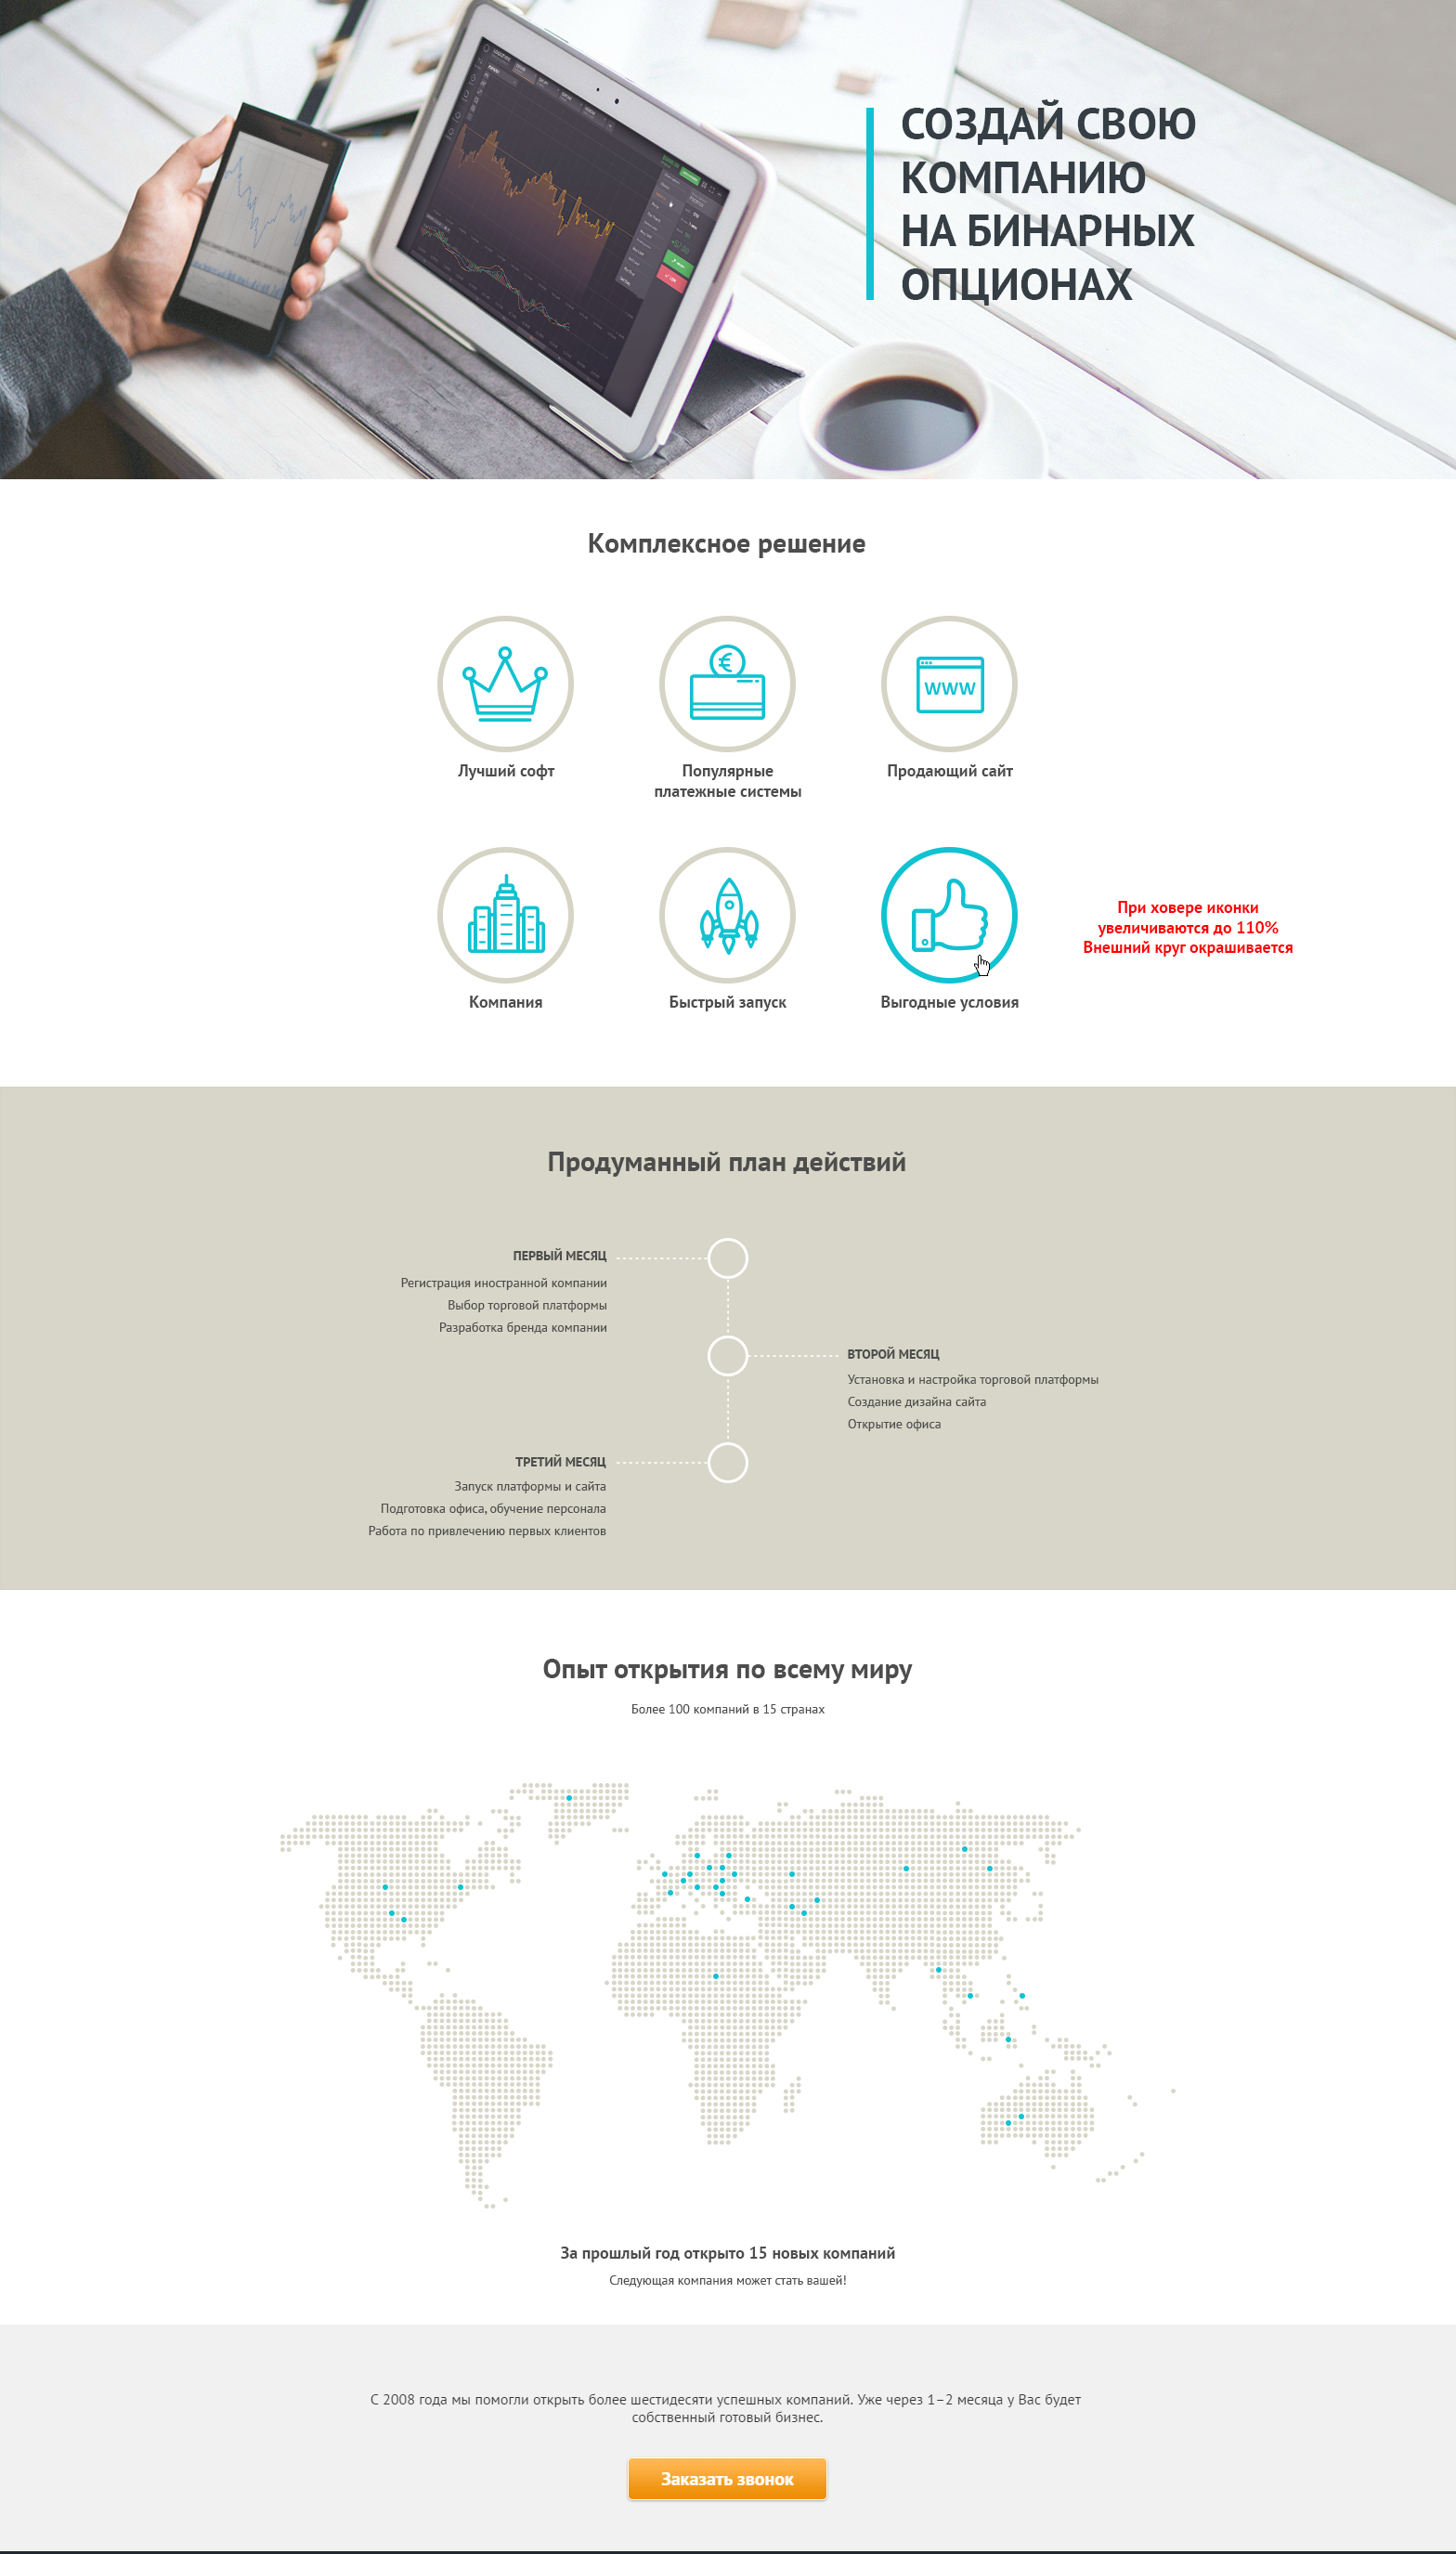 СОЗДАЙ СВОЮ
КОМПАНИЮ
НА БИНАРНЫХ
ОПЦИОНАХ
Комплексное решение
€
WWW
Лучший софт
Популярные
платежные системы
Продающий сайт
При ховере иконки
увеличиваются до 110%
Внешний круг окрашивается
Компания
Быстрый запуск
Выгодные условия
Продуманный план действий
ПЕРВЫЙ МЕСЯЦ
Регистрация иностранной компании
Выбор торговой платформы
Разработка бренда компании
ВТОРОЙ МЕСЯЦ
Установка и настройка торговой платформы
Создание дизайна сайта
Открытие офиса
ТРЕТИЙ МЕСЯЦ
Запуск платформы и сайта
Подготовка офиса, обучение персонала
Работа по привлечению первых клиентов
Опыт открытия по всему миру
Более 100 компаний в 15 странах
За прошлый год открыто 15 новых компаний
Следующая компания может стать вашей!
С 2008 года мы помогли открыть более шестидесяти успешных компаний. Уже через 1–2 месяца у Вас будет
собственный готовый бизнес.
Заказать звонок